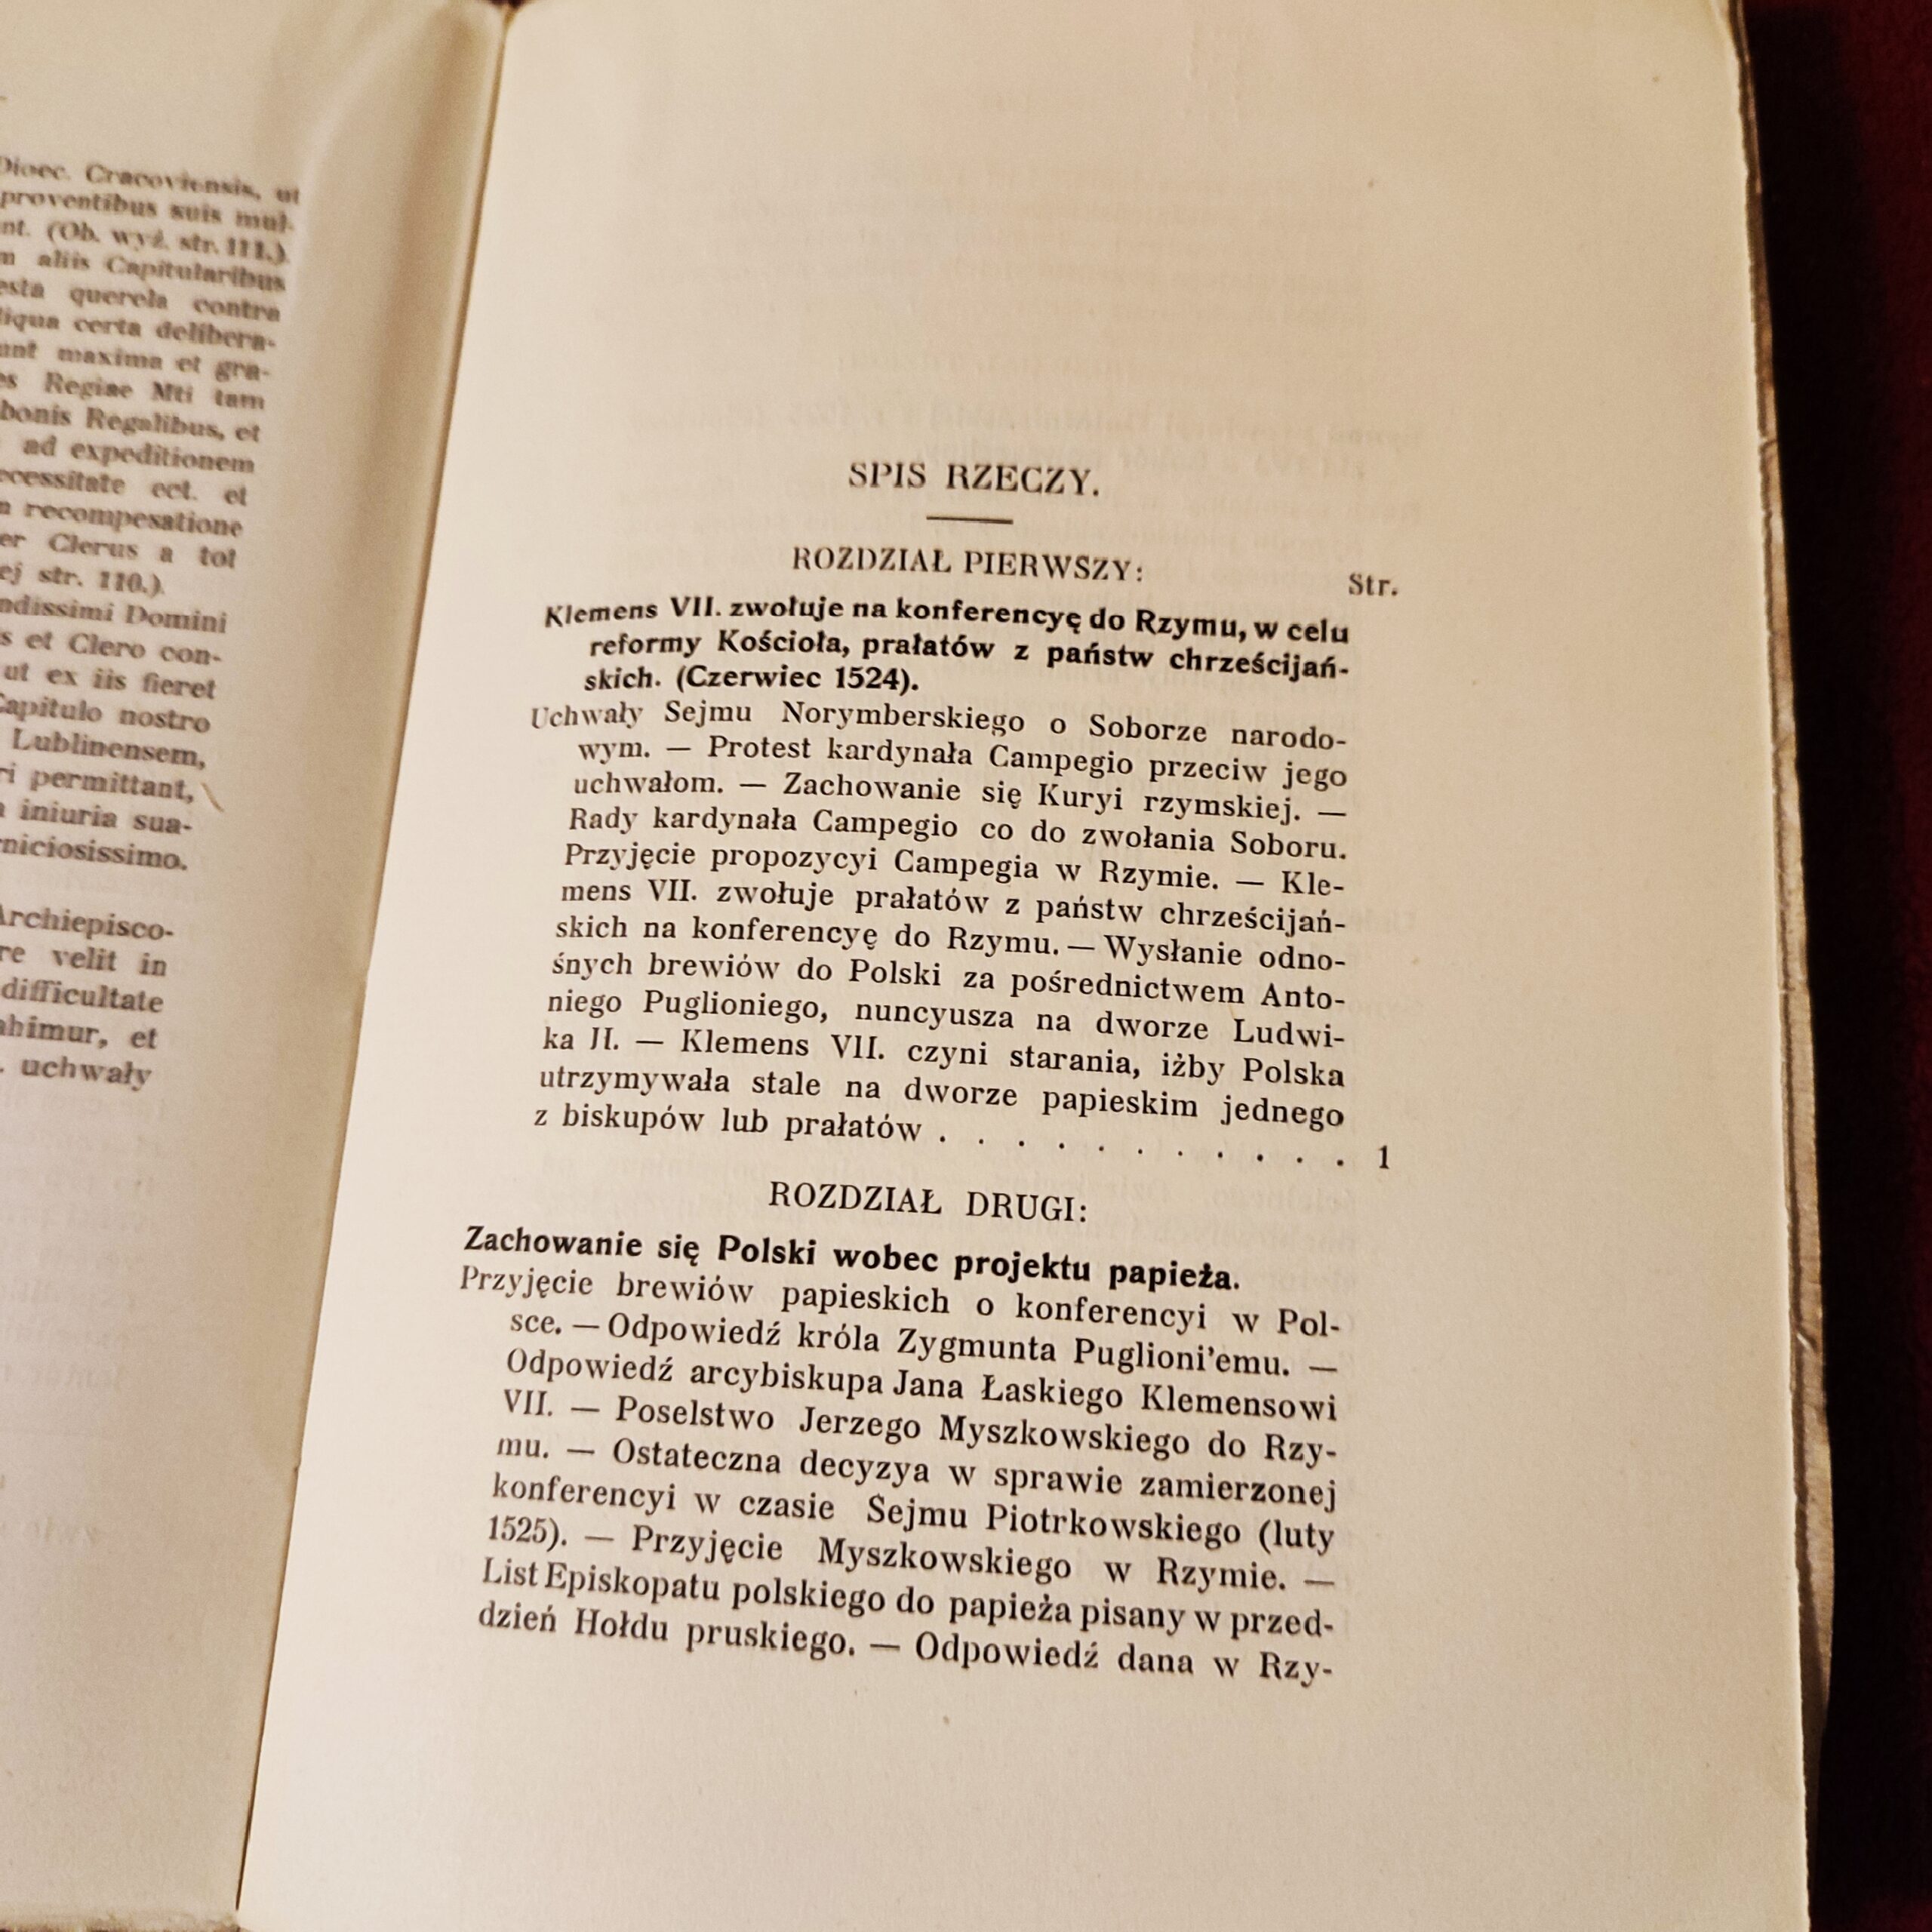 Dioec. Cracoviensis, ut
proventibus suis mul-
nt. (Ob. wyż. str. 111.)
m aliis Capitularibus
esta querela contra
liqua certa delibera-
unt maxima et gra-
es Regiae Mti tam
bonis Regalibus, et
ad expeditionem
ecessitate ect. et
n recompesatione
er Clerus a tot
ej str. 110.).
ndissimi Domini
s et Clero con-
ut ex iis fieret
Capitulo nostro
Lublinensem,
ri permittant,
a iniuria sua-
rniciosissimo.
Archiepisco-
re velit in
difficultate
ahimur, et
. uchwały
SPIS RZECZY.
ROZDZIAŁ PIERWSZY:
Str.
Klemens VII. zwołuje na konferencyę do Rzymu, w celu
reformy Kościoła, prałatów z państw chrześcijań-
skich. (Czerwiec 1524).
Uchwały Sejmu Norymberskiego o Soborze narodo-
wym. — Protest kardynała Campegio przeciw jego
uchwałom. — Zachowanie się Kuryi rzymskiej. —
Rady kardynała Campegio co do zwołania Soboru.
Przyjęcie propozycyi Campegia w Rzymie. — Kle-
mens VII. zwołuje prałatów z państw chrześcijań-
skich na konferencyę do Rzymu. — Wysłanie odno-
śnych brewiów do Polski za pośrednictwem Anto-
niego Puglioniego, nuncyusza na dworze Ludwi-
ka II. — Klemens VII. czyni starania, iżby Polska
utrzymywała stale na dworze papieskim jednego
z biskupów lub prałatów . . . . . . . . . . . 1
ROZDZIAŁ DRUGI:
Zachowanie się Polski wobec projektu papieża.
Przyjęcie brewiów papieskich o konferencyi w Pol-
sce. — Odpowiedź króla Zygmunta Puglioni'emu. —
Odpowiedź arcybiskupa Jana Łaskiego Klemensowi
VII. — Poselstwo Jerzego Myszkowskiego do Rzy-
mu. — Ostateczna decyzya w sprawie zamierzonej
konferencyi w czasie Sejmu Piotrkowskiego (luty
1525). — Przyjęcie Myszkowskiego w Rzymie. —
List Episkopatu polskiego do papieża pisany w przed-
dzień Hołdu pruskiego. — Odpowiedź dana w Rzy-